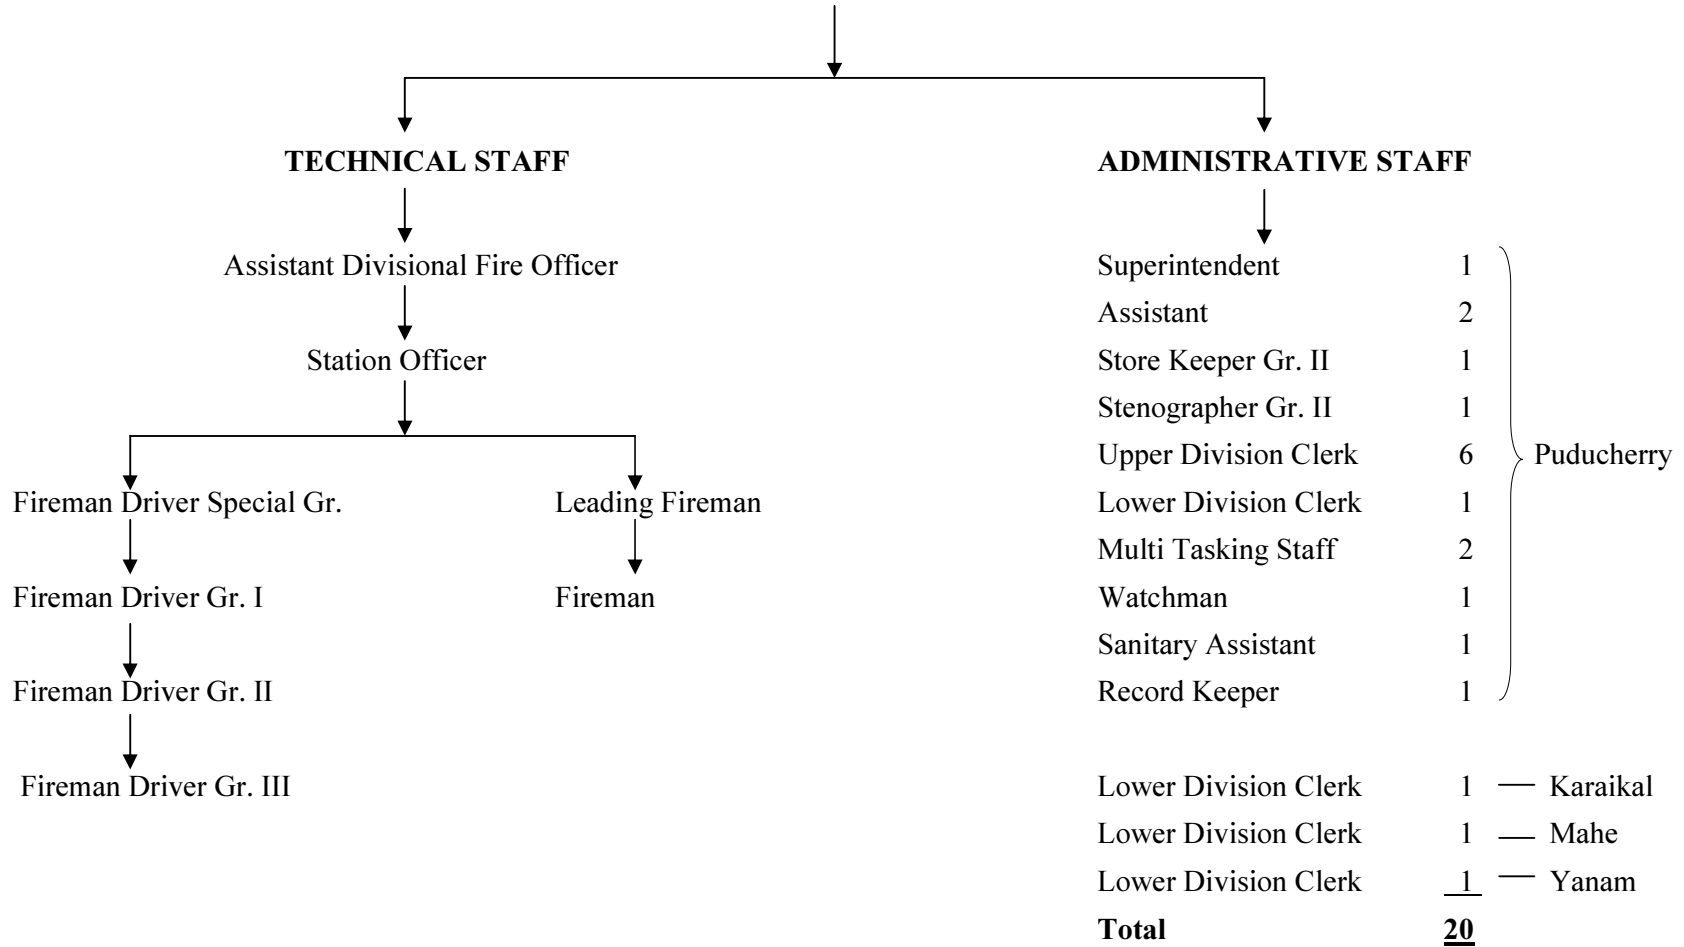 TECHNICAL STAFF
Assistant Divisional Fire Officer
Station Officer
Fireman Driver Special Gr.
Leading Fireman
Fireman Driver Gr. I
Fireman
Fireman Driver Gr. II
Fireman Driver Gr. III
ADMINISTRATIVE STAFF
Superintendent 1
Assistant 2
Store Keeper Gr. II 1
Stenographer Gr. II 1
Upper Division Clerk 6
Lower Division Clerk 1
Multi Tasking Staff 2
Watchman 1
Sanitary Assistant 1
Record Keeper 1
Puducherry
Lower Division Clerk 1 — Karaikal
Lower Division Clerk 1 — Mahe
Lower Division Clerk 1 — Yanam
Total 20